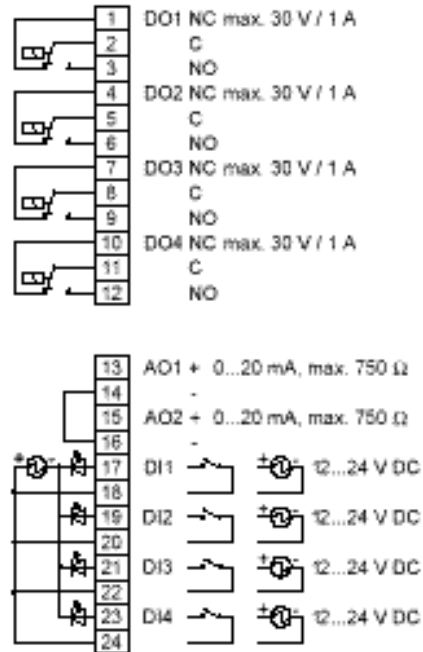 1 DO1 NC max. 30 V / 1 A
2 C
3 NO
4 DO2 NC max. 30 V / 1 A
5 C
6 NO
7 DO3 NC max. 30 V / 1 A
8 C
9 NO
10 DO4 NC max. 30 V / 1 A
11 C
12 NO
13 AO1 + 0...20 mA, max. 750 Ω
14 -
15 AO2 + 0...20 mA, max. 750 Ω
16 -
+ - 17 DI1 + - 12...24 V DC
18
19 DI2 + - 12...24 V DC
20
21 DI3 + - 12...24 V DC
22
23 DI4 + - 12...24 V DC
24